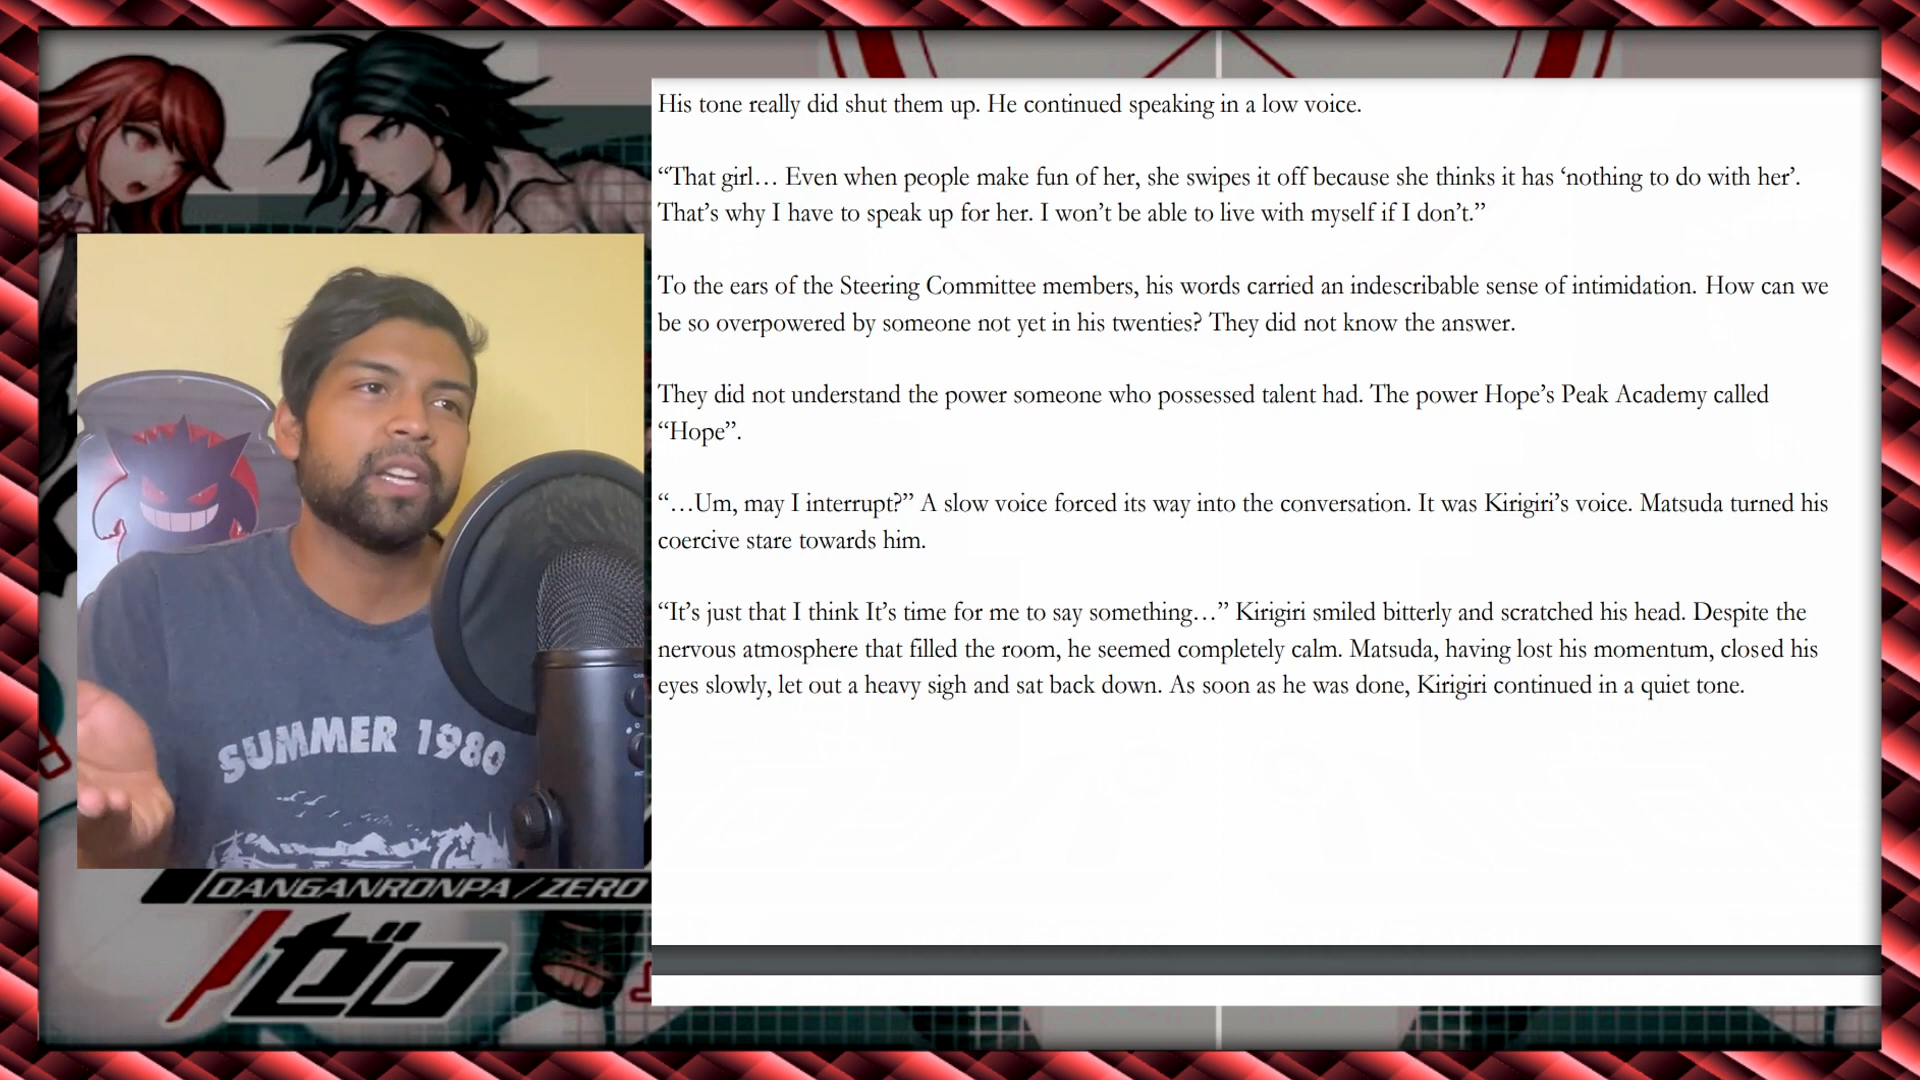 His tone really did shut them up. He continued speaking in a low voice.
“That girl… Even when people make fun of her, she swipes it off because she thinks it has ‘nothing to do with her’.
That’s why I have to speak up for her. I won’t be able to live with myself if I don’t.”
To the ears of the Steering Committee members, his words carried an indescribable sense of intimidation. How can we
be so overpowered by someone not yet in his twenties? They did not know the answer.
They did not understand the power someone who possessed talent had. The power Hope’s Peak Academy called
“Hope”.
“…Um, may I interrupt?” A slow voice forced its way into the conversation. It was Kirigiri’s voice. Matsuda turned his
coercive stare towards him.
“It’s just that I think It’s time for me to say something…” Kirigiri smiled bitterly and scratched his head. Despite the
nervous atmosphere that filled the room, he seemed completely calm. Matsuda, having lost his momentum, closed his
eyes slowly, let out a heavy sigh and sat back down. As soon as he was done, Kirigiri continued in a quiet tone.
SUMMER 1980
DANGANRONPA/ZERO
/ゼロ